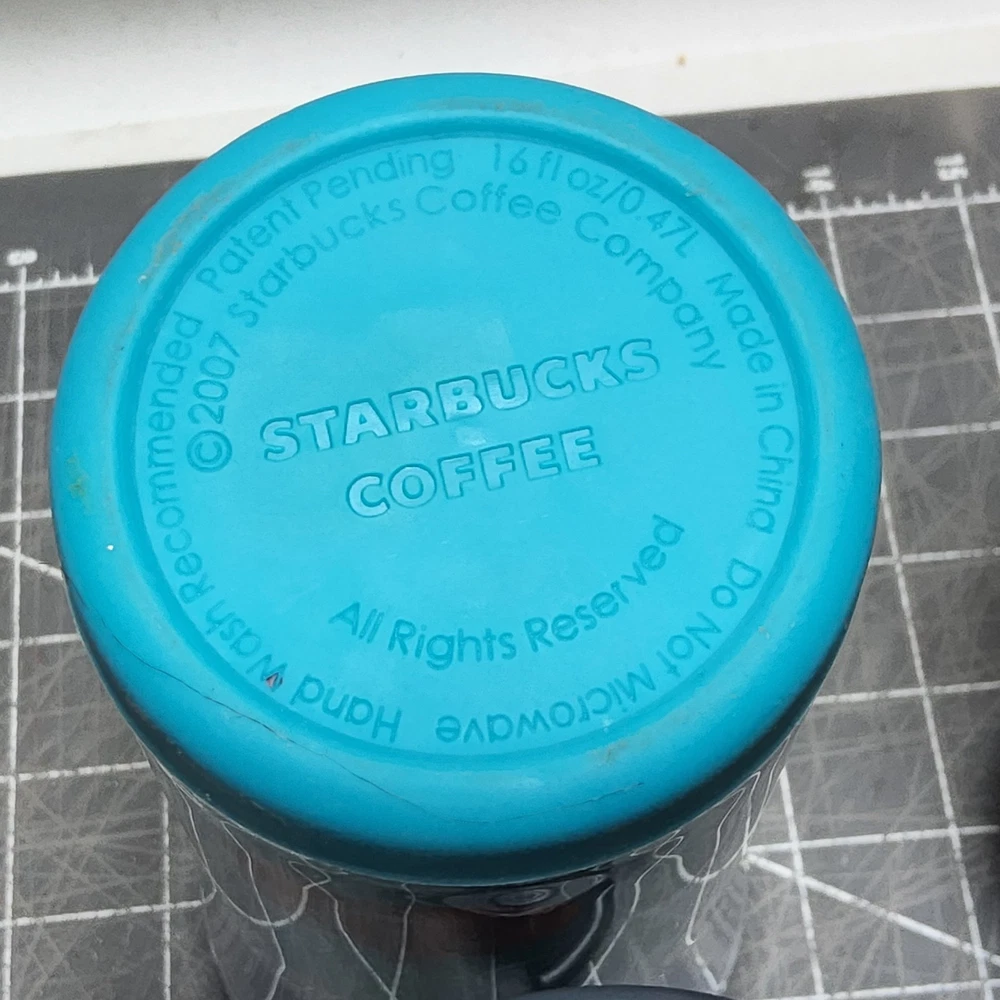 Hand Wash Recommended Patent Pending 16 fl oz/0.47L Made in China Do Not Microwave
©2007 Starbucks Coffee Company
STARBUCKS
COFFEE
All Rights Reserved